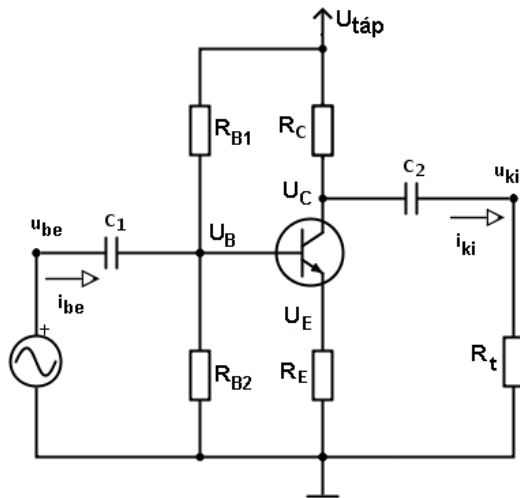 U_táp
R_B1
R_C
C_2
u_ki
U_C
u_be
C_1
U_B
i_be
i_ki
+
U_E
R_B2
R_E
R_t